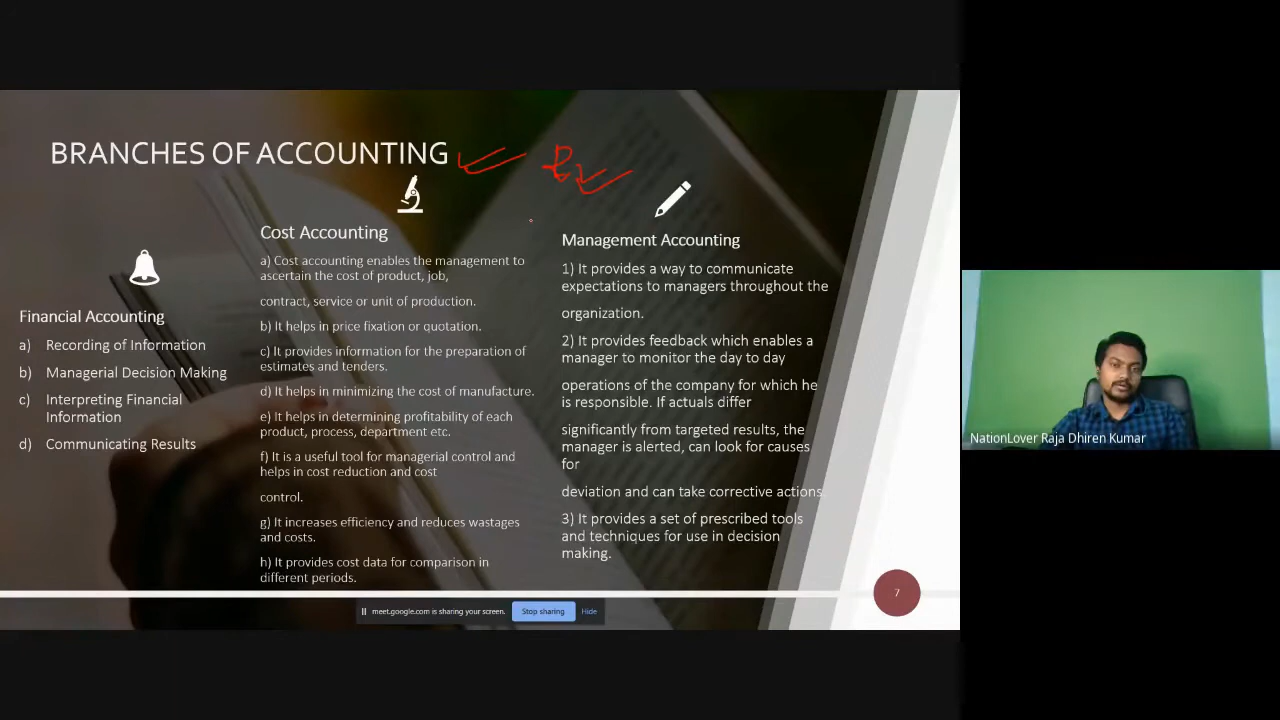 BRANCHES OF ACCOUNTING
Financial Accounting
a) Recording of Information
b) Managerial Decision Making
c) Interpreting Financial
Information
d) Communicating Results
Cost Accounting
a) Cost accounting enables the management to
ascertain the cost of product, job,
contract, service or unit of production.
b) It helps in price fixation or quotation.
c) It provides information for the preparation of
estimates and tenders.
d) It helps in minimizing the cost of manufacture.
e) It helps in determining profitability of each
product, process, department etc.
f) It is a useful tool for managerial control and
helps in cost reduction and cost
control.
g) It increases efficiency and reduces wastages
and costs.
h) It provides cost data for comparison in
different periods.
Management Accounting
1) It provides a way to communicate
expectations to managers throughout the
organization.
2) It provides feedback which enables a
manager to monitor the day to day
operations of the company for which he
is responsible. If actuals differ
significantly from targeted results, the
manager is alerted, can look for causes
for
deviation and can take corrective actions.
3) It provides a set of prescribed tools
and techniques for use in decision
making.
7
meet.google.com is sharing your screen. Stop sharing Hide
NationLover Raja Dhiren Kumar